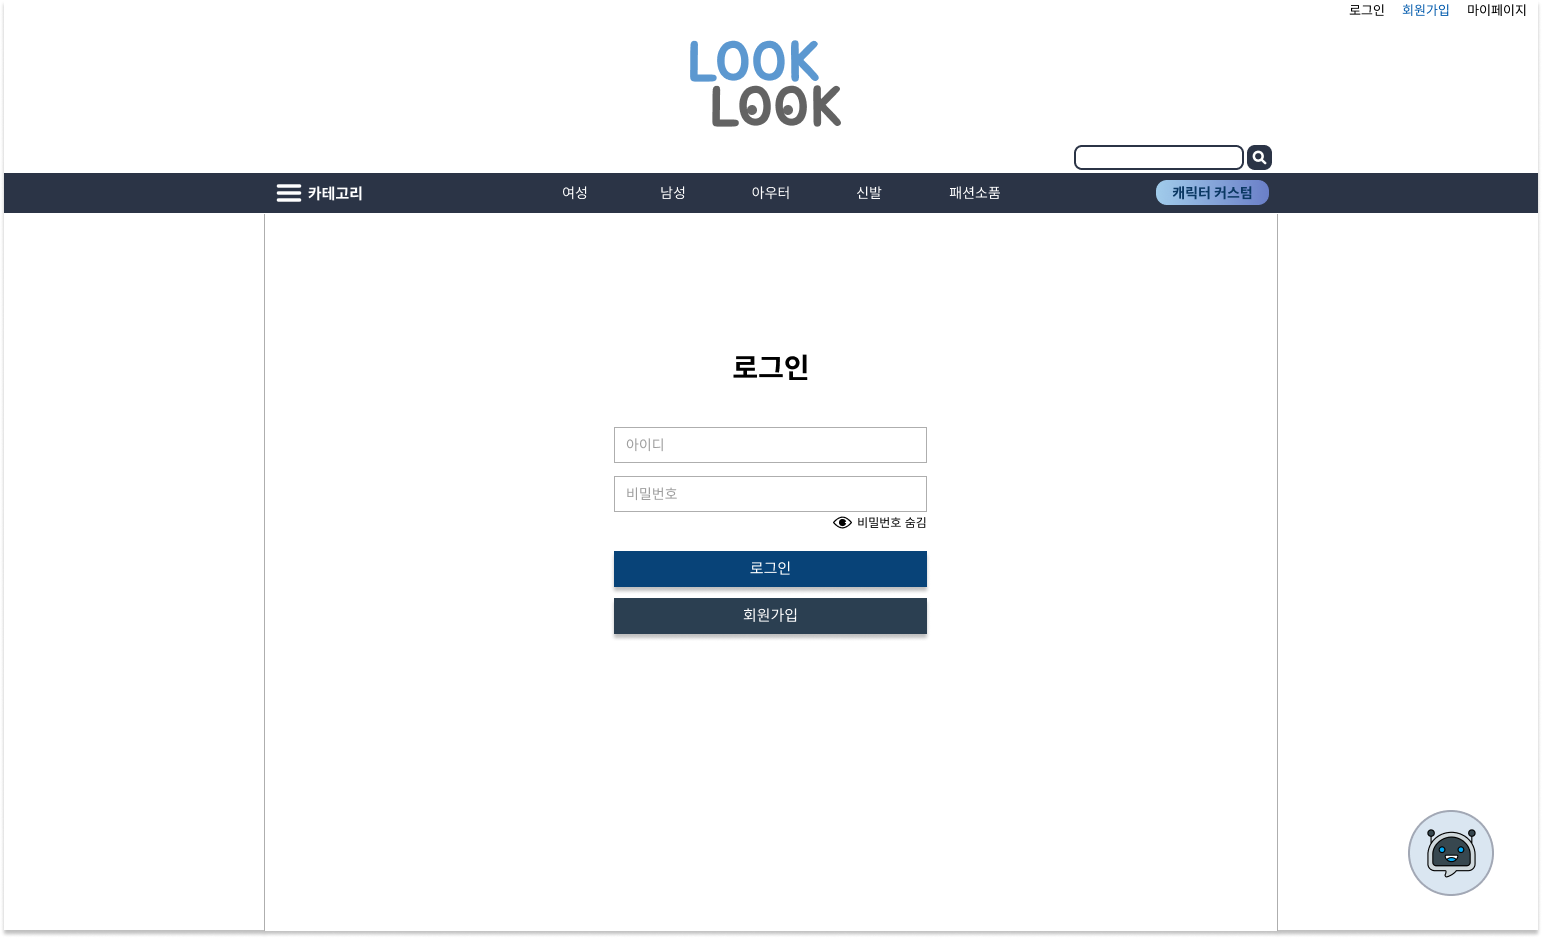 로그인 회원가입 마이페이지
LOOK
LOOK
카테고리 여성 남성 아우터 신발 패션소품 캐릭터 커스텀
로그인
아이디
비밀번호
비밀번호 숨김
로그인
회원가입